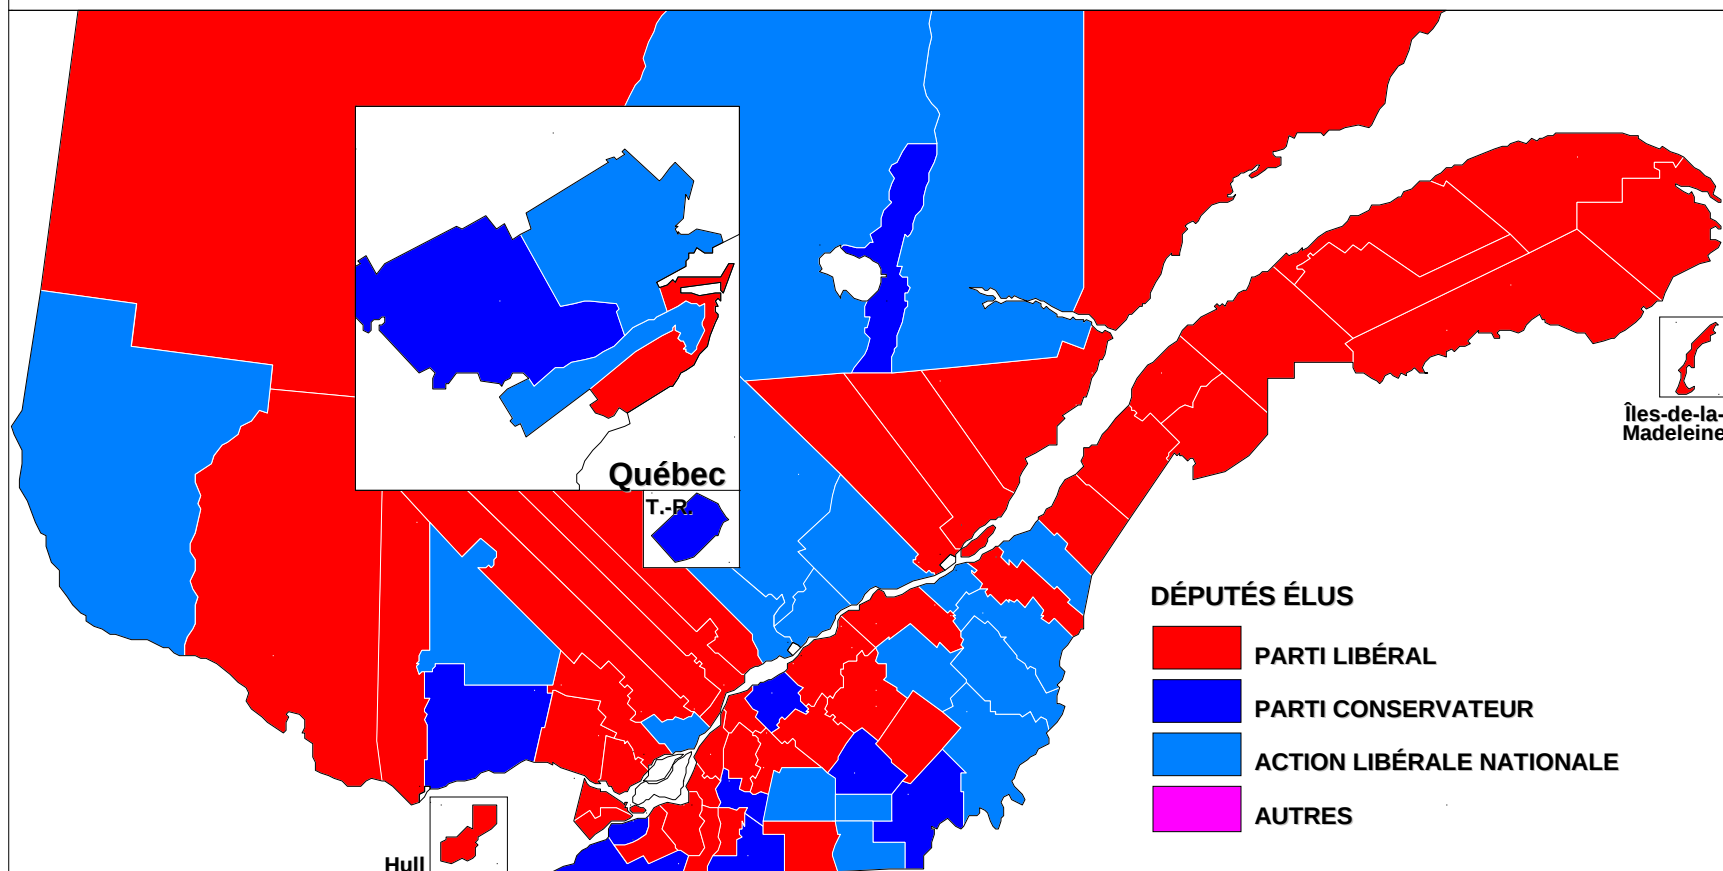 Québec
T.-R.
Îles-de-la-
Madeleine
DÉPUTÉS ÉLUS
PARTI LIBÉRAL
PARTI CONSERVATEUR
ACTION LIBÉRALE NATIONALE
AUTRES
Hull